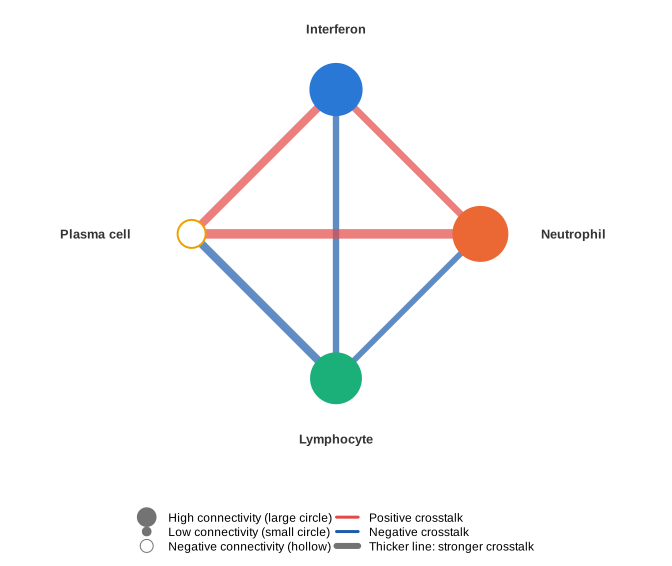 Interferon
Plasma cell
Neutrophil
Lymphocyte
High connectivity (large circle) Positive crosstalk
Low connectivity (small circle) Negative crosstalk
Negative connectivity (hollow) Thicker line: stronger crosstalk